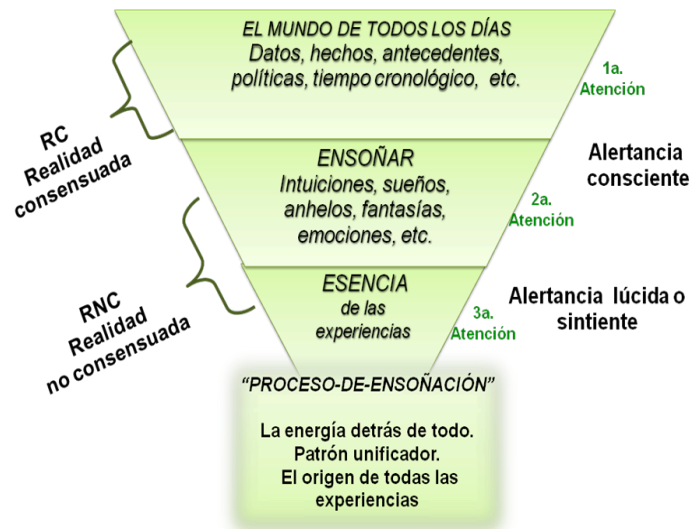 EL MUNDO DE TODOS LOS DÍAS
Datos, hechos, antecedentes,
políticas, tiempo cronológico, etc.
1a.
Atención
RC
Realidad
consensuada
ENSOÑAR
Intuiciones, sueños,
anhelos, fantasías,
emociones, etc.
Alertancia
consciente
2a.
Atención
RNC
Realidad
no consensuada
ESENCIA
de las
experiencias
3a.
Atención
Alertancia lúcida o
sintiente
“PROCESO-DE-ENSOÑACIÓN”
La energía detrás de todo.
Patrón unificador.
El origen de todas las
experiencias